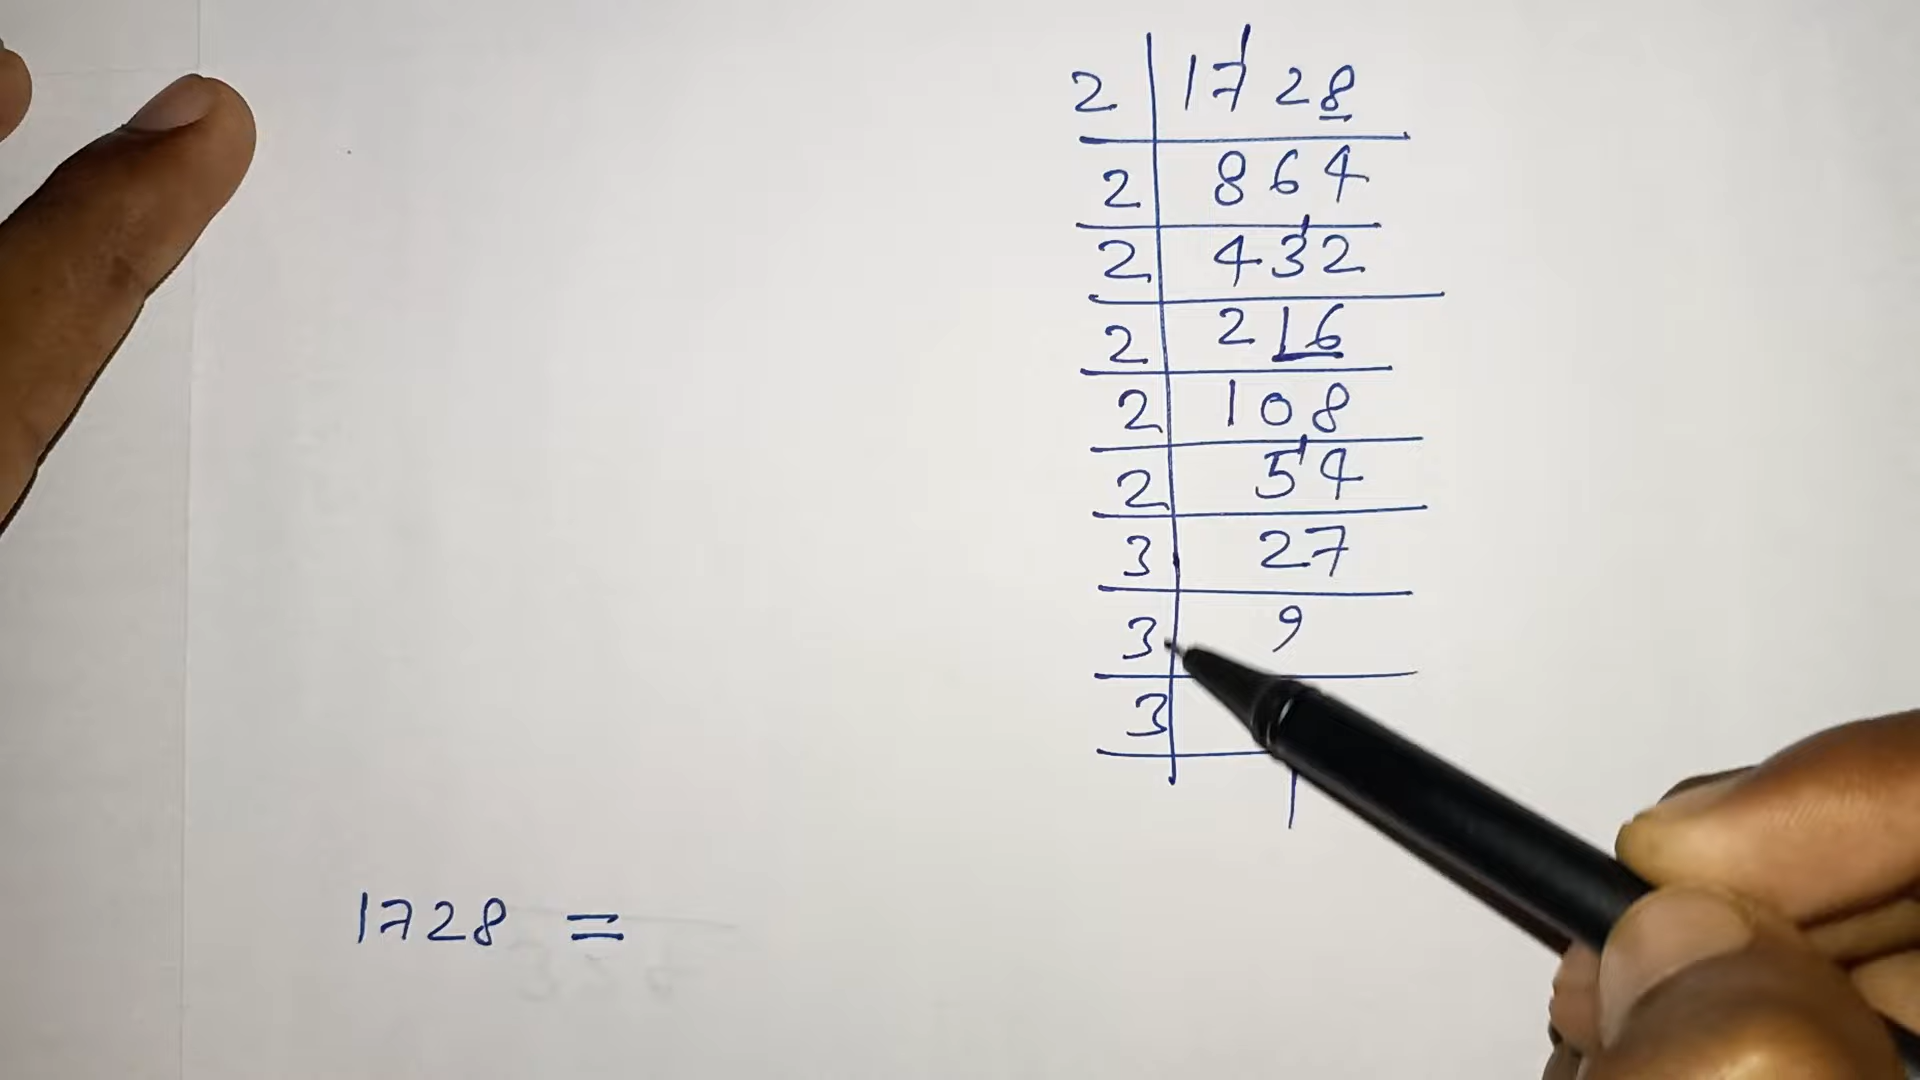 2 | 1728
2 | 864
2 | 432
2 | 216
2 | 108
2 | 54
3 | 27
3 | 9
3 |
1
1728 =